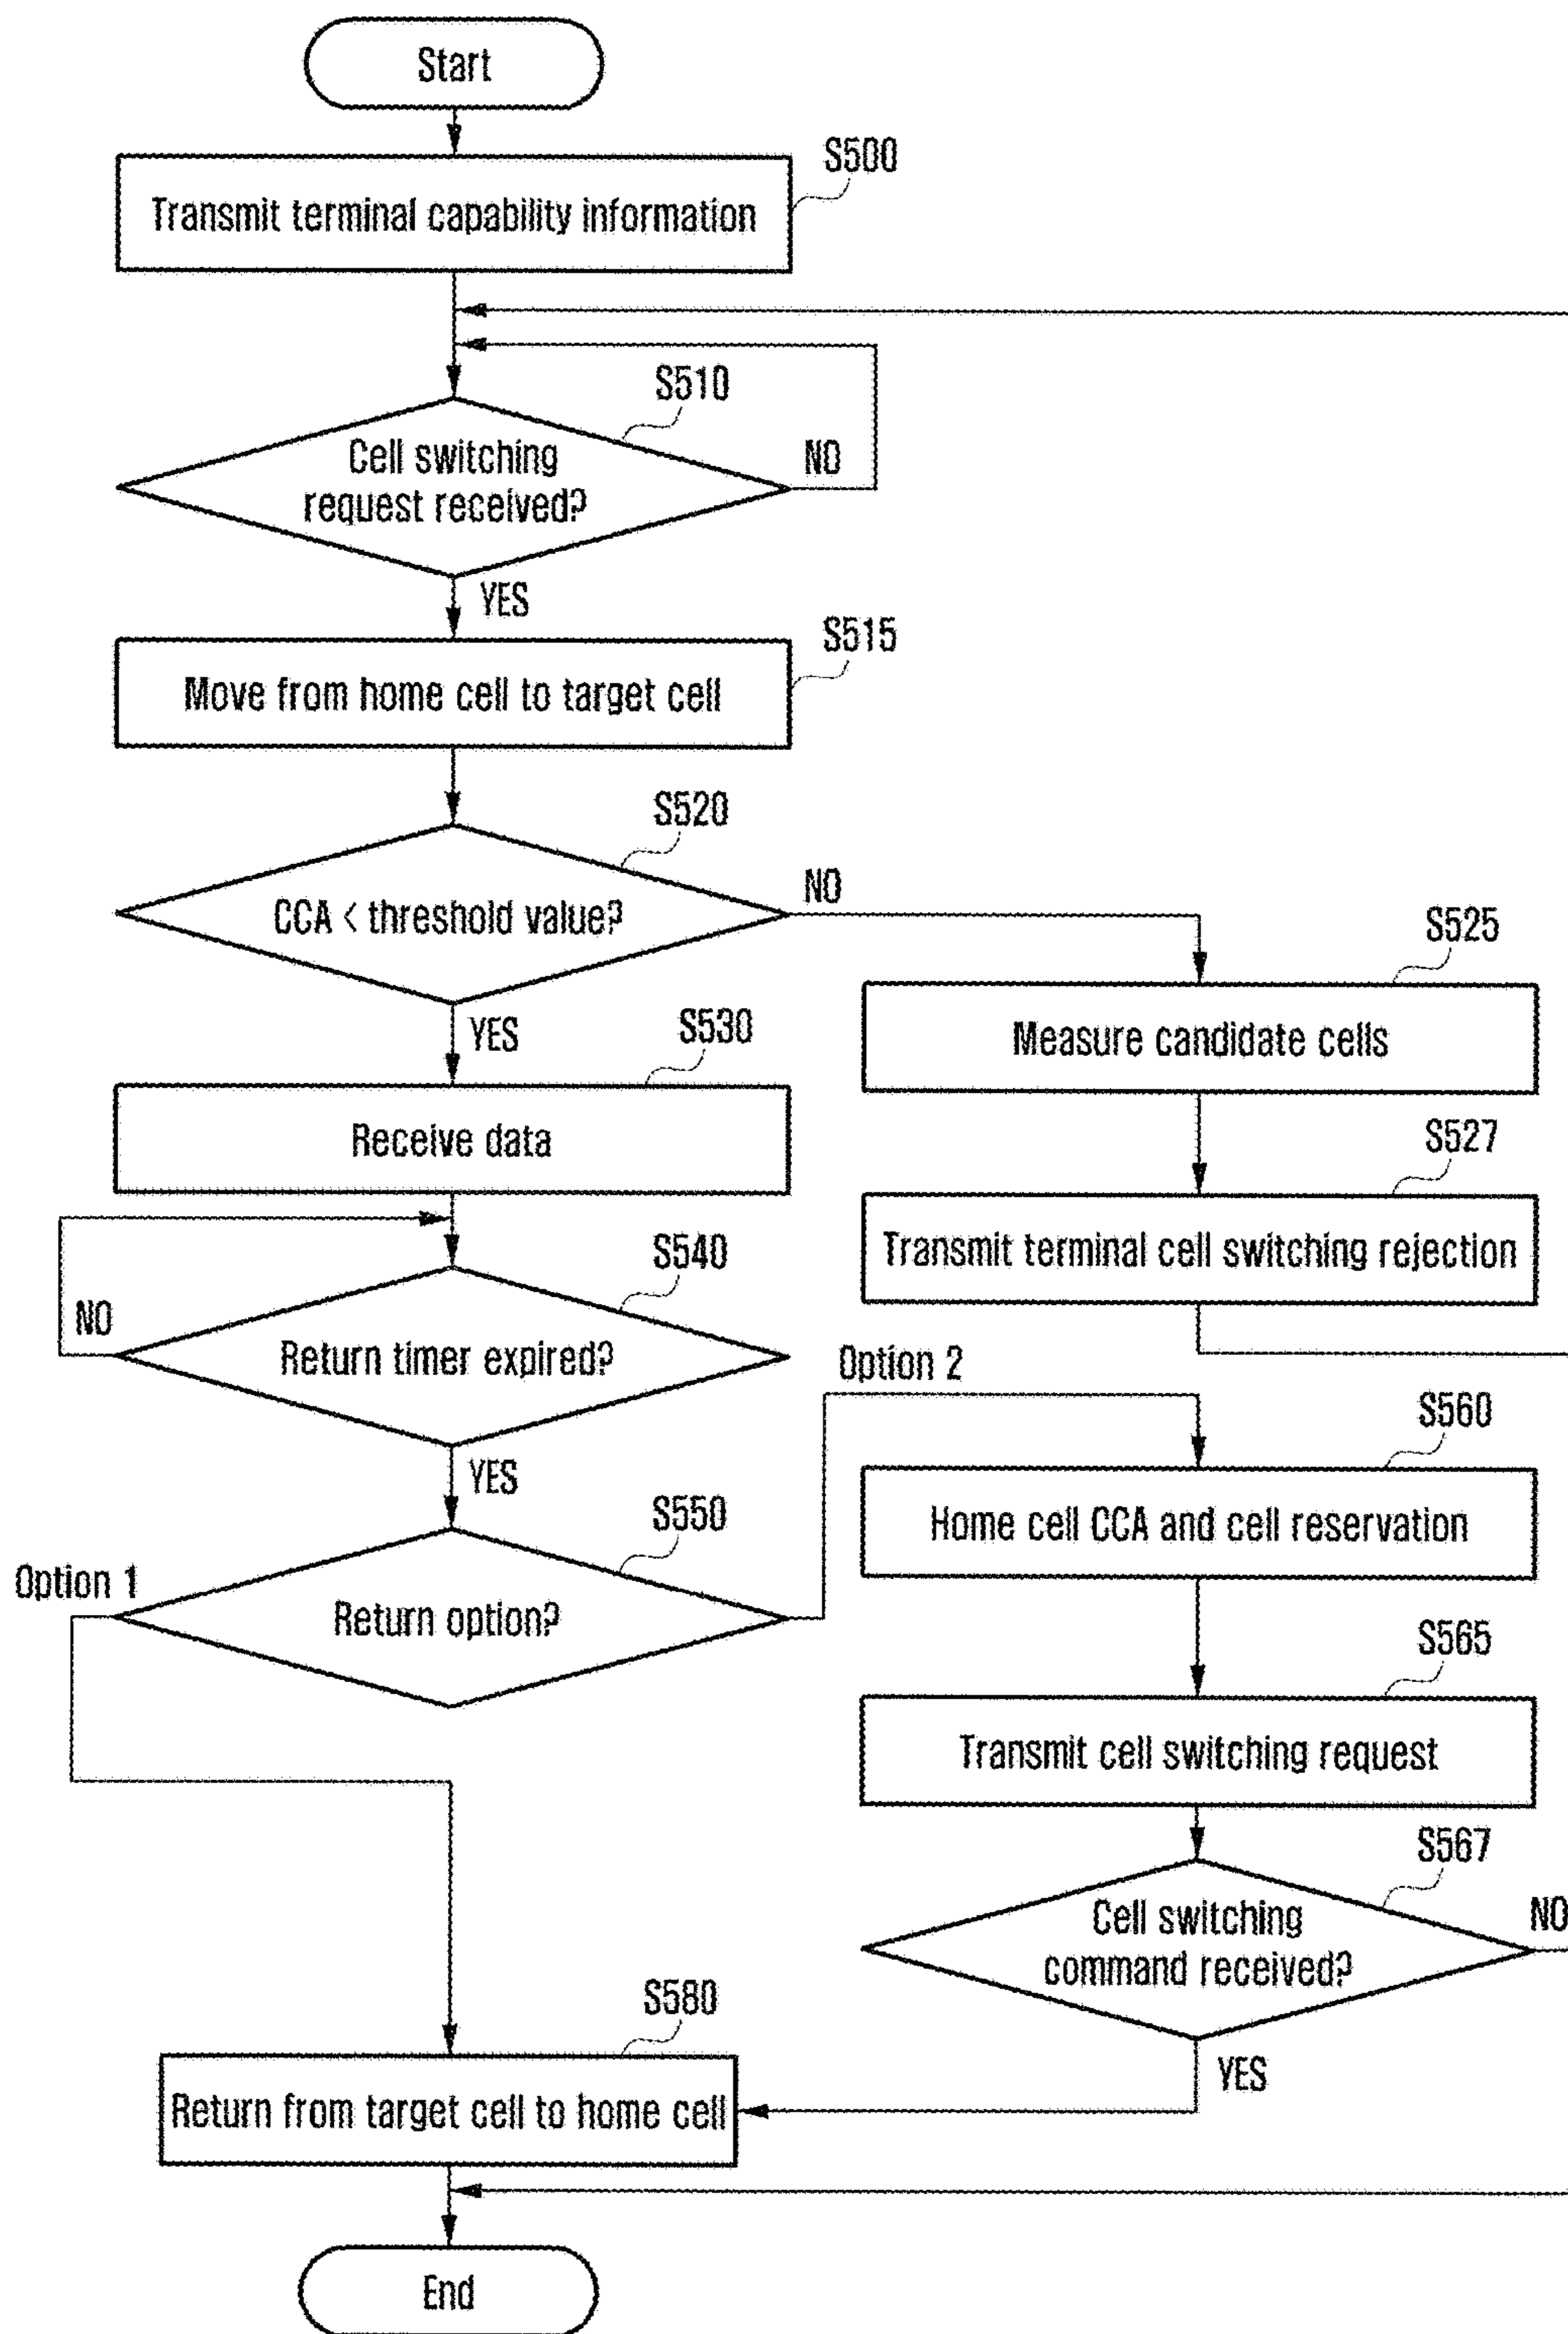 Start
S500
Transmit terminal capability information
S510
Cell switching
request received?
NO
YES
S515
Move from home cell to target cell
S520
CCA < threshold value?
NO
YES
S525
Measure candidate cells
S527
Transmit terminal cell switching rejection
S530
Receive data
S540
Return timer expired?
NO
YES
S550
Return option?
Option 1
Option 2
S560
Home cell CCA and cell reservation
S565
Transmit cell switching request
S567
Cell switching
command received?
NO
YES
S580
Return from target cell to home cell
End